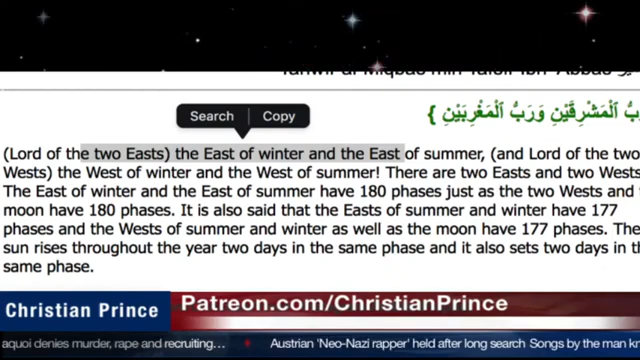 Tanwîr al-Miqbâs min Tafsîr Ibn 'Abbâs
Search
Copy
رَبُّ ٱلْمَشْرِقَيْنِ وَرَبُّ ٱلْمَغْرِبَيْنِ }
(Lord of the two Easts) the East of winter and the East of summer, (and Lord of the two
Wests) the West of winter and the West of summer! There are two Easts and two Wests
The East of winter and the East of summer have 180 phases just as the two Wests and
moon have 180 phases. It is also said that the Easts of summer and winter have 177
phases and the Wests of summer and winter as well as the moon have 177 phases. The
sun rises throughout the year two days in the same phase and it also sets two days in th
same phase.
Christian Prince
Patreon.com/ChristianPrince
aquoi denies murder, rape and recruiting...
Austrian 'Neo-Nazi rapper' held after long search Songs by the man kn